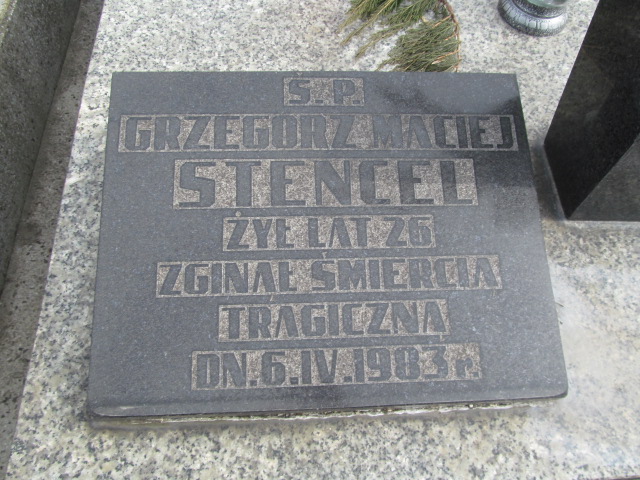 Ś.P.
GRZEGORZ MACIEJ
STENCEL
ŻYŁ LAT 26
ZGINĄŁ ŚMIERCIĄ
TRAGICZNĄ
DN.6.IV.1983 r.